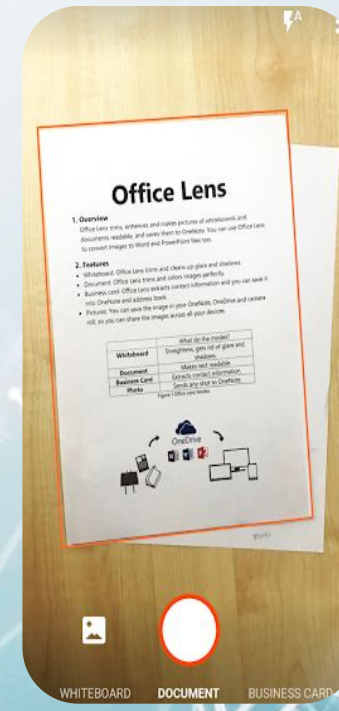 A
Office Lens
1. Overview
Office Lens trims, enhances and makes pictures of whiteboards and
documents readable, and saves them to OneNote. You can use Office Lens
to convert images to Word and PowerPoint files too.
2. Features
• Whiteboard: Office Lens trims and cleans up glare and shadows.
• Document: Office Lens trims and colors images perfectly.
• Business card: Office Lens extracts contact information and you can save it
into OneNote and address book.
• Pictures: You can save the image in your OneNote, OneDrive and camera
roll, so you can share the images across all your devices.
What do the modes?
Whiteboard Straightens, gets rid of glare and
shadows
Document Makes text readable
Business Card Extracts contact information
Photo Sends any shot to OneNote
Figure 1 Office Lens modes
OneDrive
WHITEBOARD DOCUMENT BUSINESS CARD